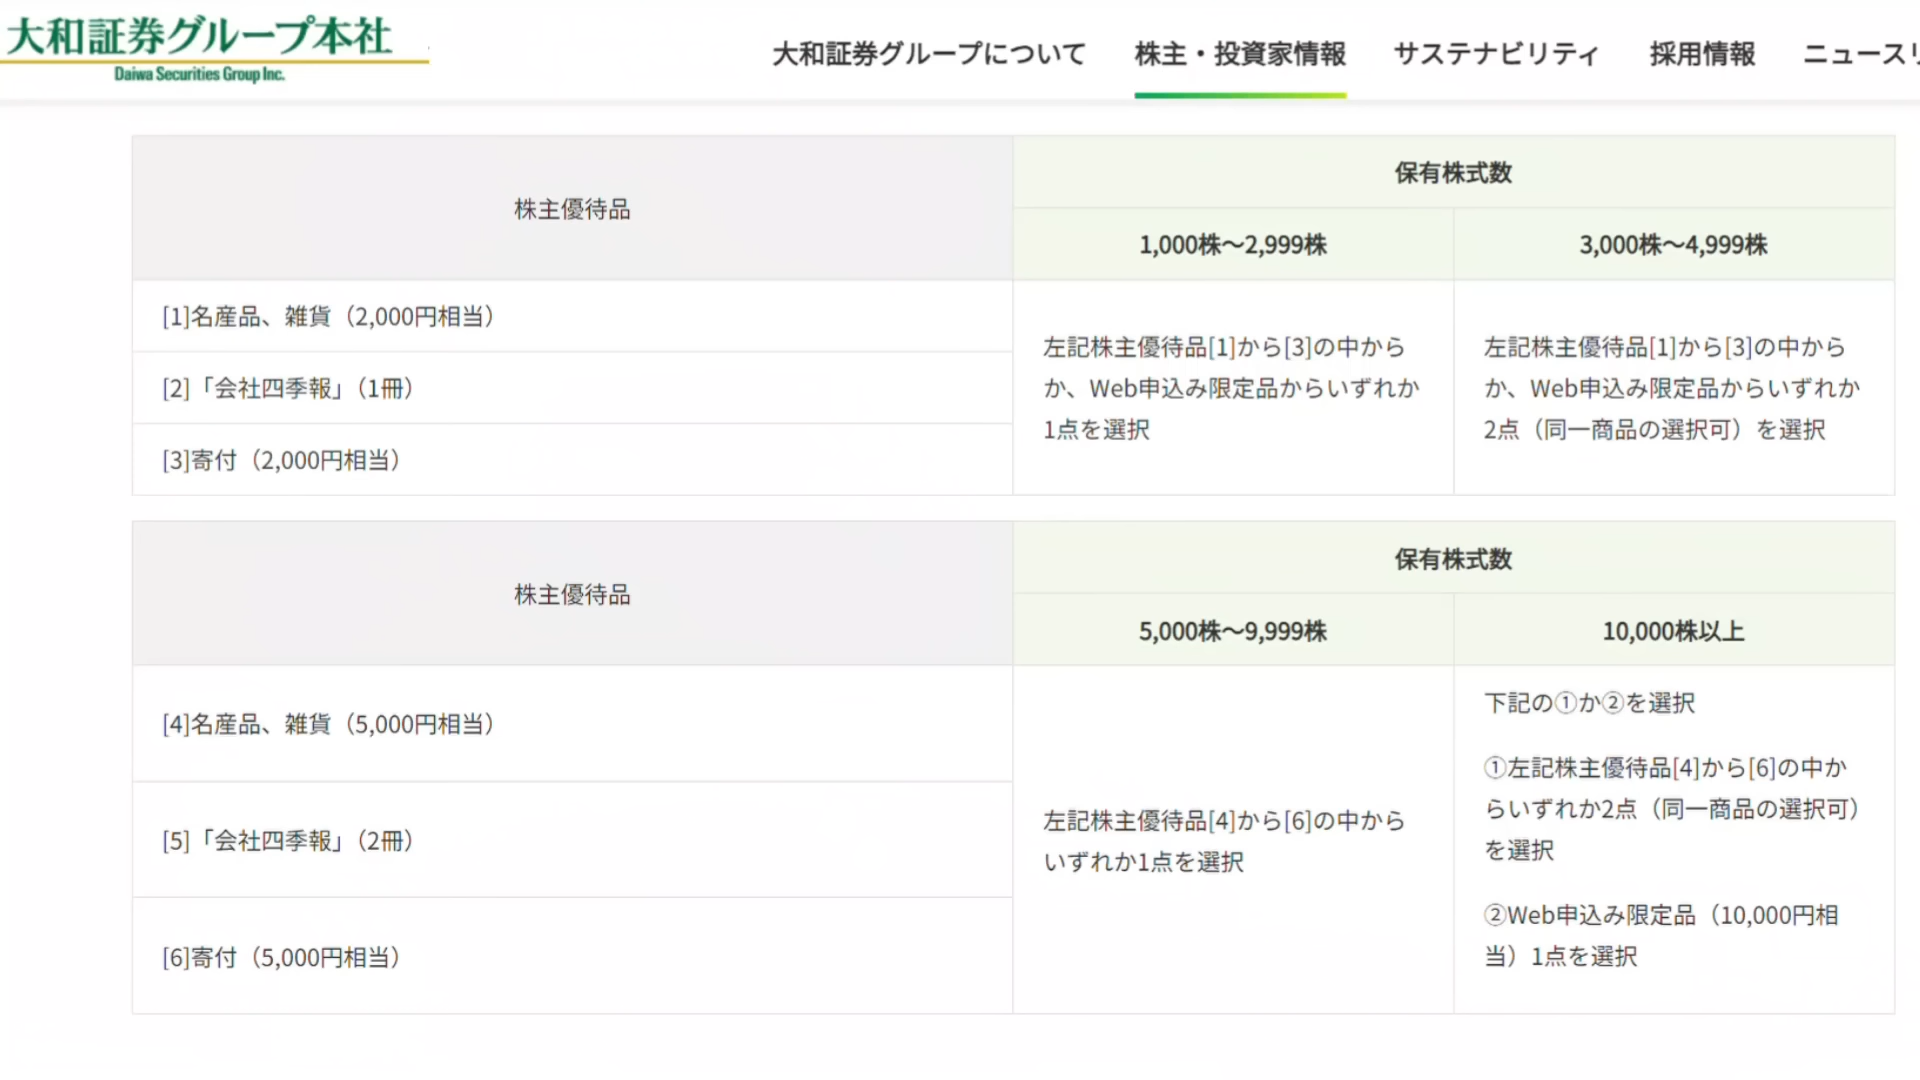 大和証券グループ本社
Daiwa Securities Group Inc.
大和証券グループについて 株主・投資家情報 サステナビリティ 採用情報 ニュース
株主優待品
保有株式数
1,000株～2,999株
3,000株～4,999株
[1]名産品、雑貨（2,000円相当）
[2]「会社四季報」（1冊）
[3]寄付（2,000円相当）
左記株主優待品[1]から[3]の中から
か、Web申込み限定品からいずれか
1点を選択
左記株主優待品[1]から[3]の中から
か、Web申込み限定品からいずれか
2点（同一商品の選択可）を選択
株主優待品
保有株式数
5,000株～9,999株
10,000株以上
[4]名産品、雑貨（5,000円相当）
[5]「会社四季報」（2冊）
[6]寄付（5,000円相当）
左記株主優待品[4]から[6]の中から
いずれか1点を選択
下記の①か②を選択
①左記株主優待品[4]から[6]の中か
らいずれか2点（同一商品の選択可）
を選択
②Web申込み限定品（10,000円相
当）1点を選択